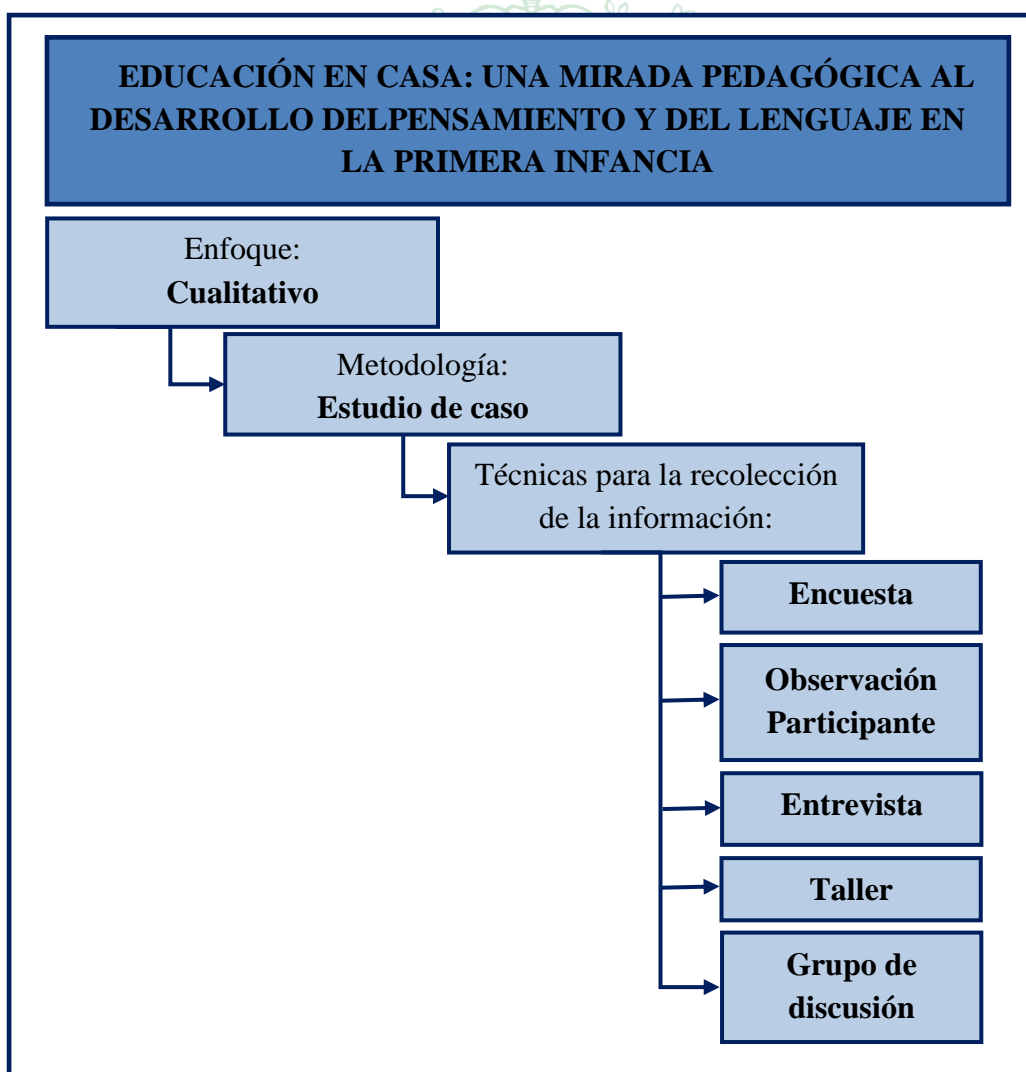 EDUCACIÓN EN CASA: UNA MIRADA PEDAGÓGICA AL
DESARROLLO DELPENSAMIENTO Y DEL LENGUAJE EN
LA PRIMERA INFANCIA
Enfoque:
Cualitativo
Metodología:
Estudio de caso
Técnicas para la recolección
de la información:
Encuesta
Observación
Participante
Entrevista
Taller
Grupo de
discusión